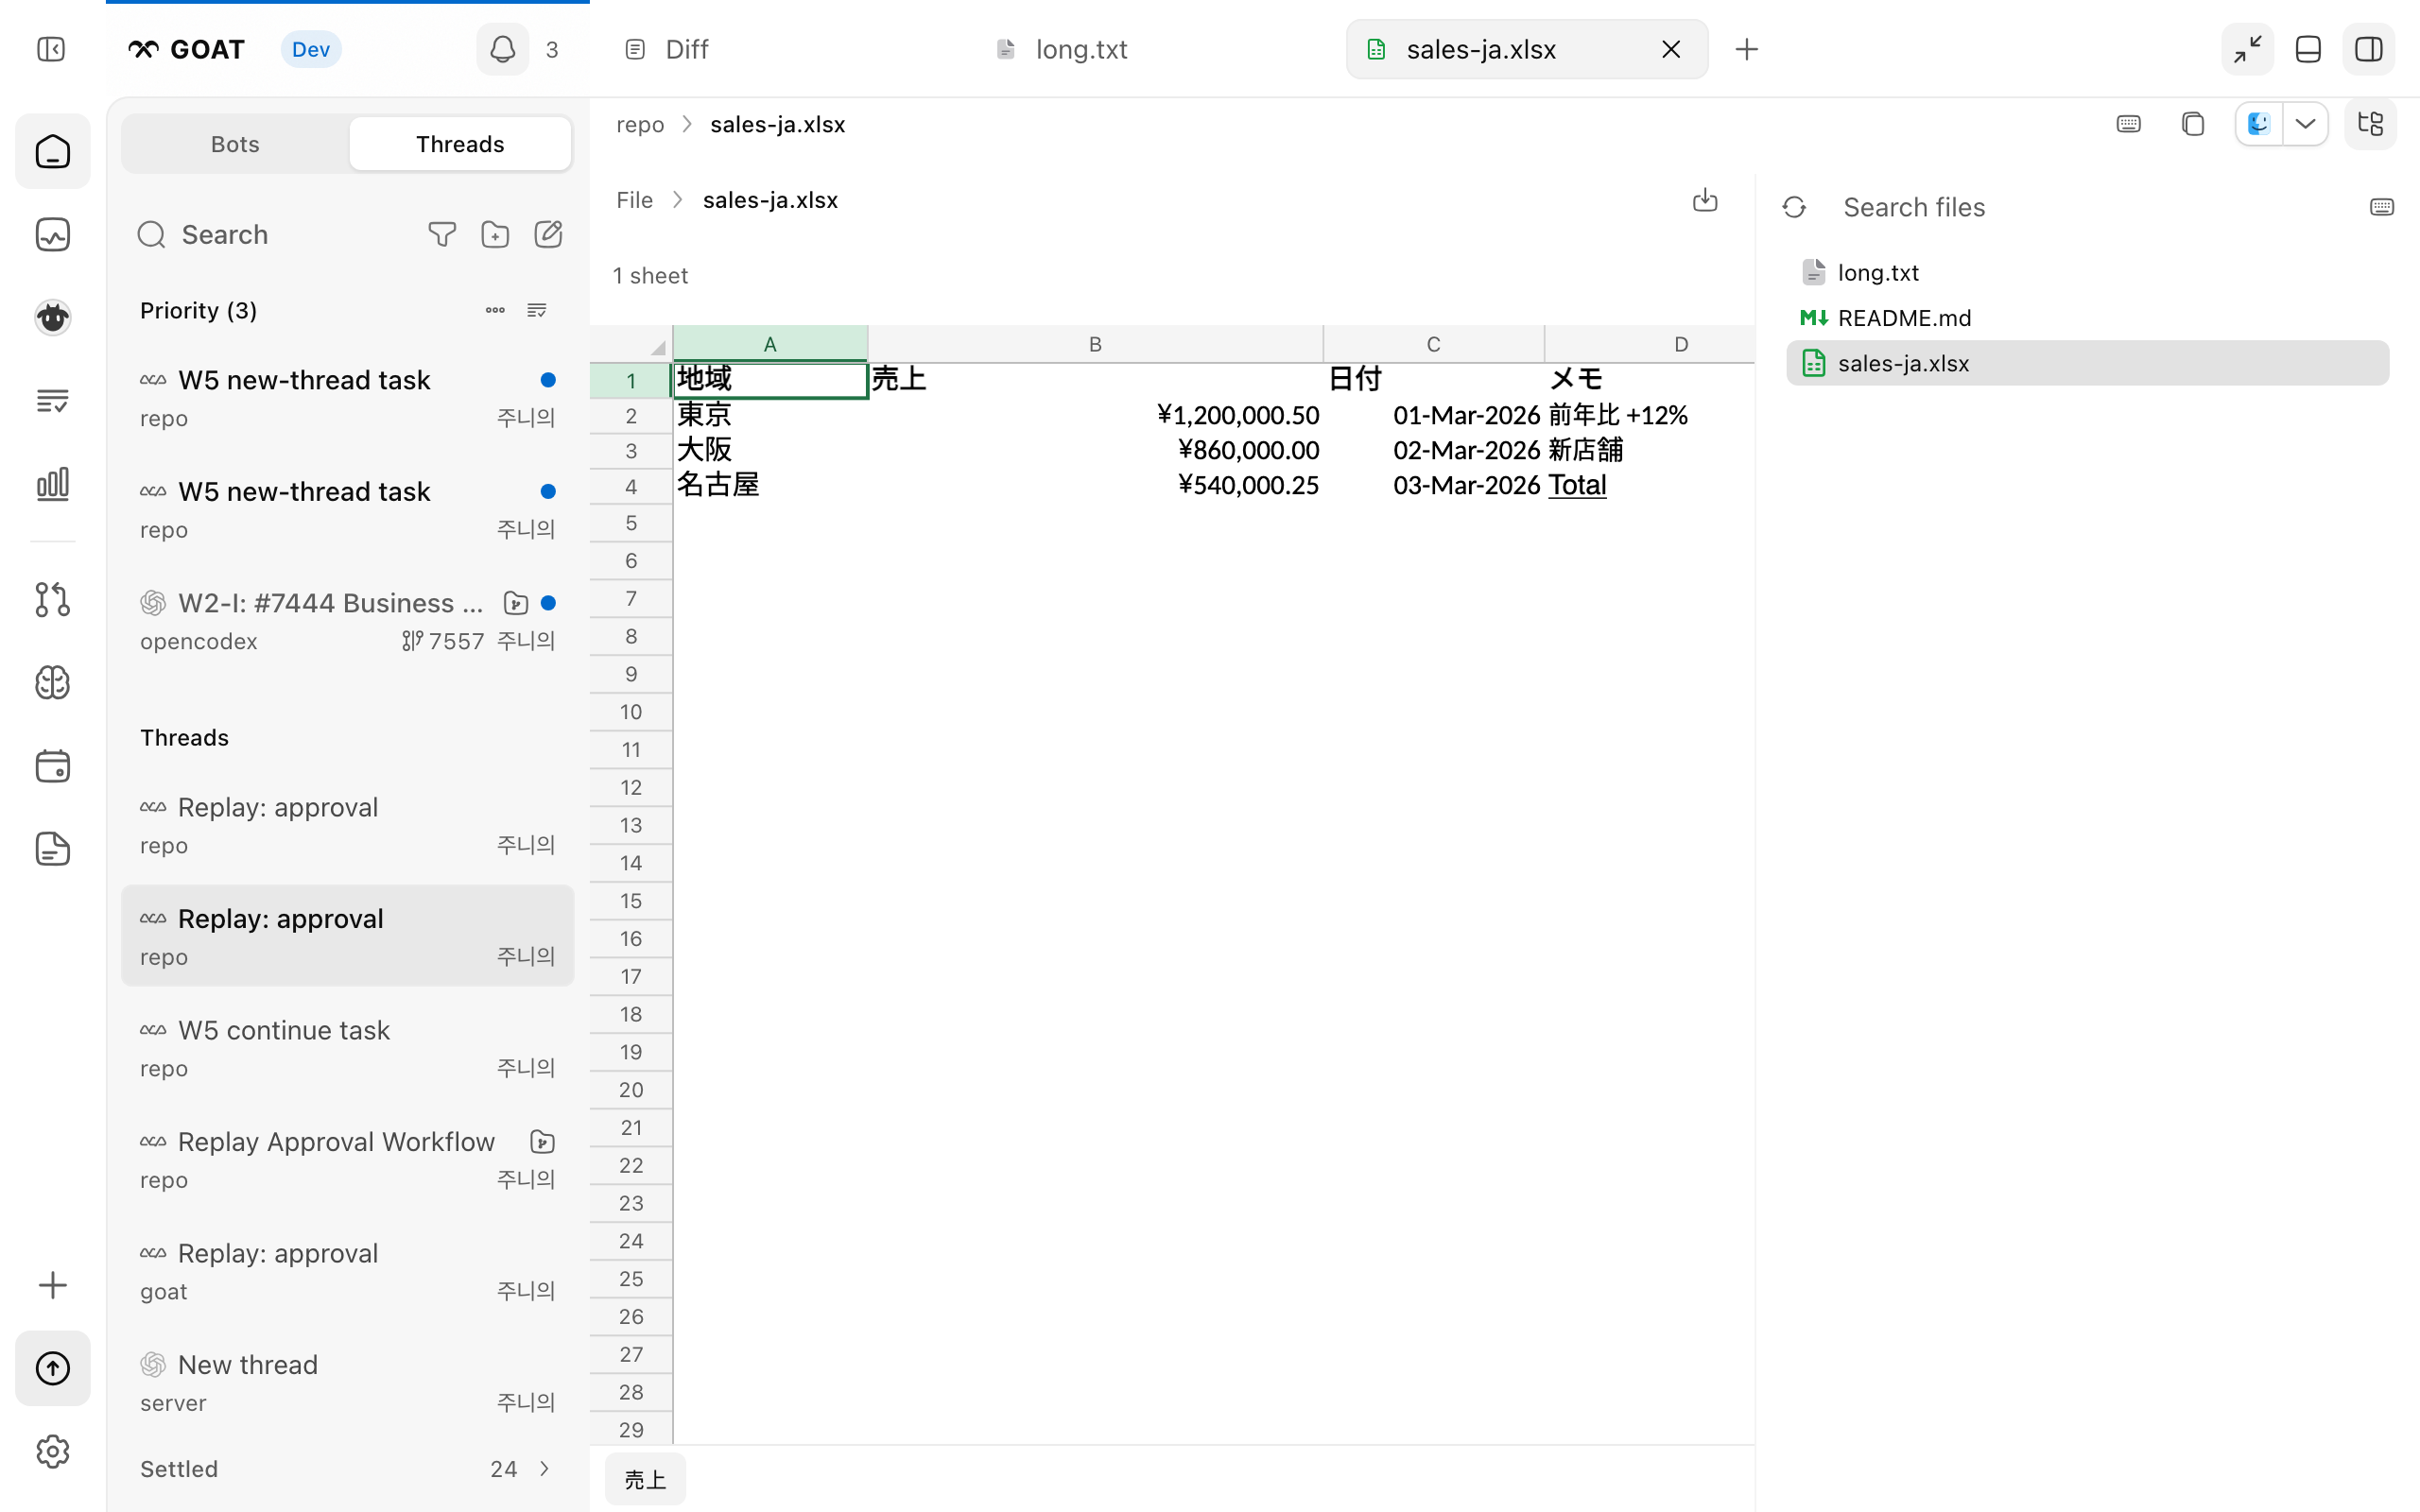 GOAT Dev 3
Diff
long.txt
sales-ja.xlsx
Bots Threads
Search
Priority (3)
W5 new-thread task
repo 주니의
W5 new-thread task
repo 주니의
W2-I: #7444 Business ...
opencodex 7557 주니의
Threads
Replay: approval
repo 주니의
Replay: approval
repo 주니의
W5 continue task
repo 주니의
Replay Approval Workflow
repo 주니의
Replay: approval
goat 주니의
New thread
server 주니의
Settled 24
repo > sales-ja.xlsx
File > sales-ja.xlsx
1 sheet
A B C D
1 地域 売上 日付 メモ
2 東京 ¥1,200,000.50 01-Mar-2026 前年比 +12%
3 大阪 ¥860,000.00 02-Mar-2026 新店舗
4 名古屋 ¥540,000.25 03-Mar-2026 Total
5
6
7
8
9
10
11
12
13
14
15
16
17
18
19
20
21
22
23
24
25
26
27
28
29
売上
Search files
long.txt
M↓ README.md
sales-ja.xlsx